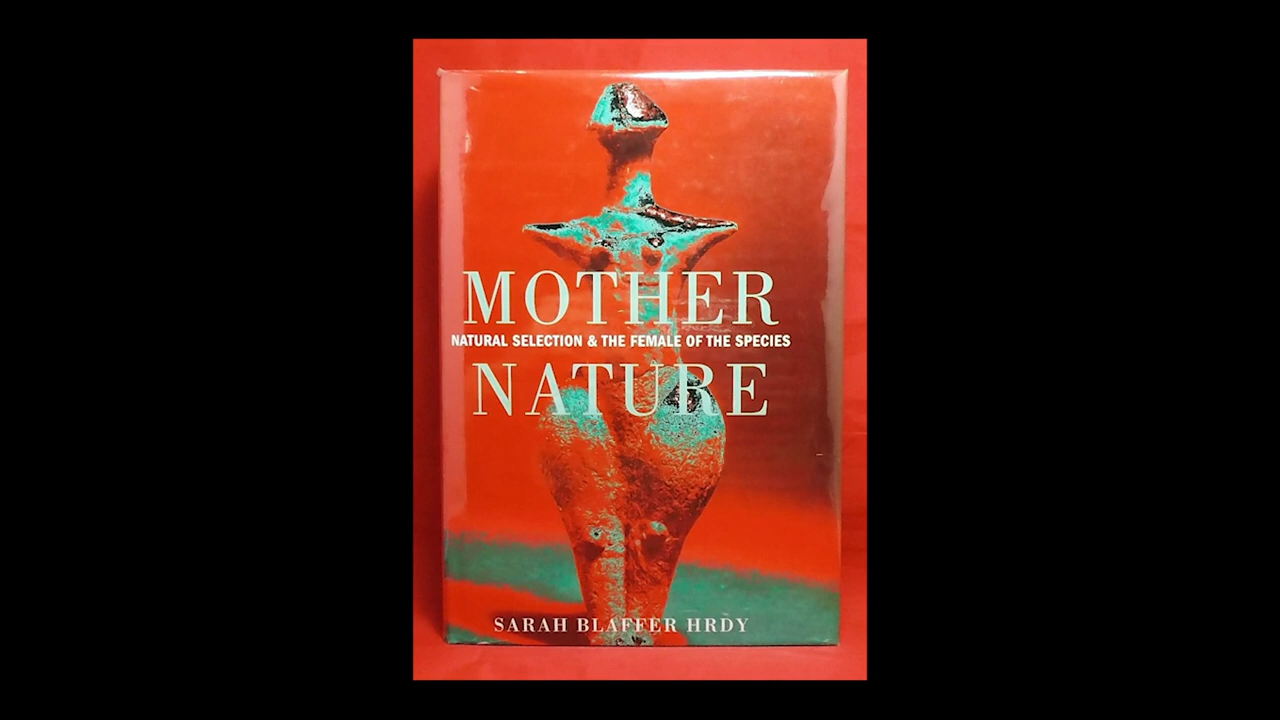 MOTHER
NATURAL SELECTION & THE FEMALE OF THE SPECIES
NATURE
SARAH BLAFFER HRDY